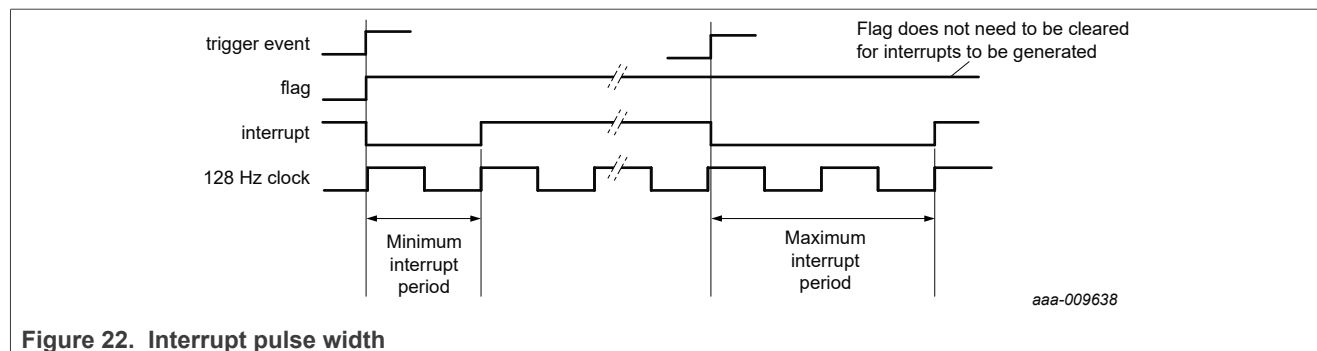 trigger event
Flag does not need to be cleared
for interrupts to be generated
flag
interrupt
128 Hz clock
Minimum
interrupt
period
Maximum
interrupt
period
aaa-009638
Figure 22. Interrupt pulse width